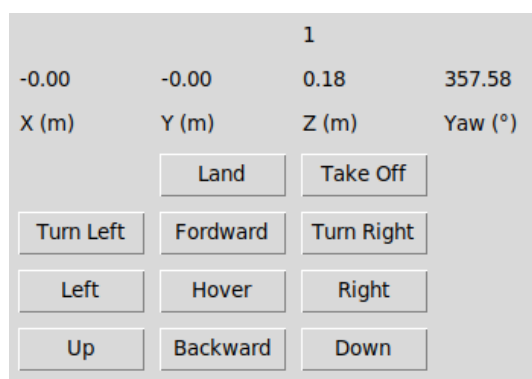 1
-0.00 -0.00 0.18 357.58
X (m) Y (m) Z (m) Yaw (°)
Land Take Off
Turn Left Fordward Turn Right
Left Hover Right
Up Backward Down